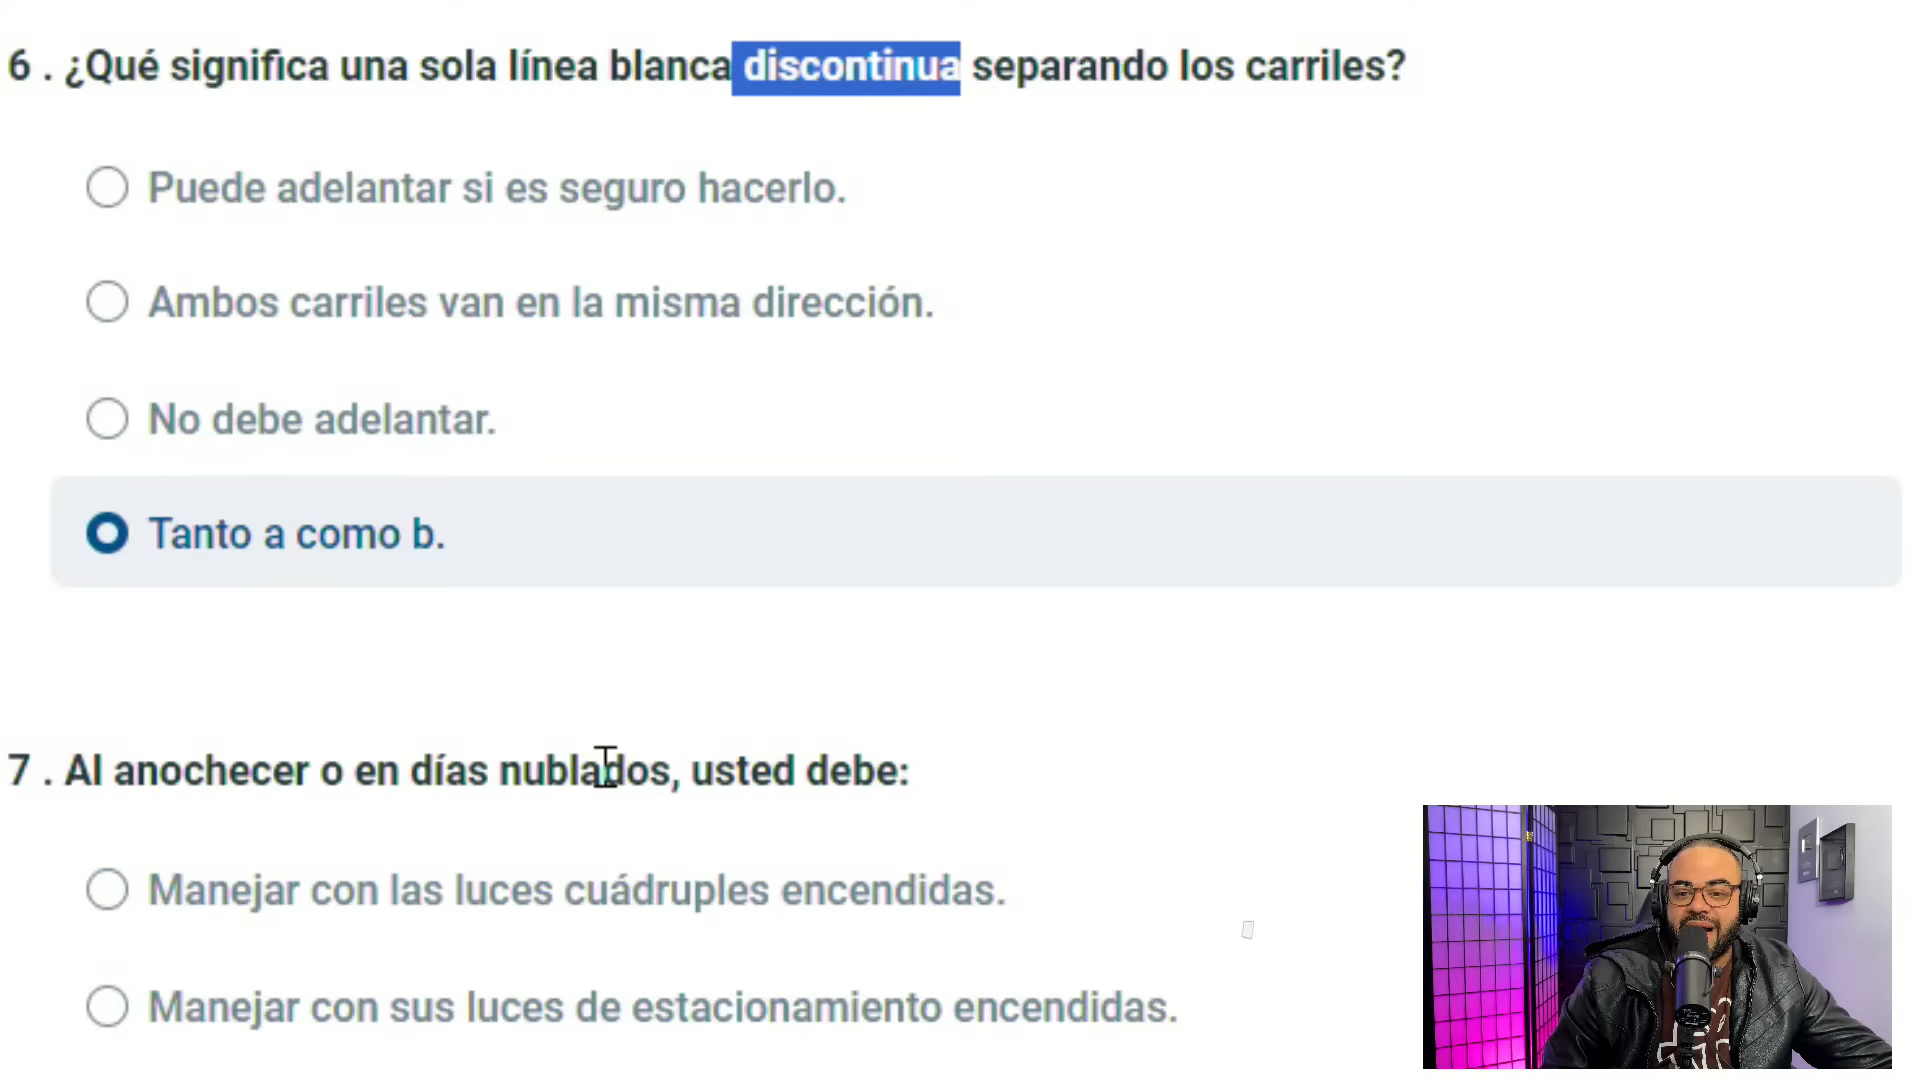 6 . ¿Qué significa una sola línea blanca discontinua separando los carriles?
Puede adelantar si es seguro hacerlo.
Ambos carriles van en la misma dirección.
No debe adelantar.
Tanto a como b.
7 . Al anochecer o en días nublados, usted debe:
Manejar con las luces cuádruples encendidas.
Manejar con sus luces de estacionamiento encendidas.